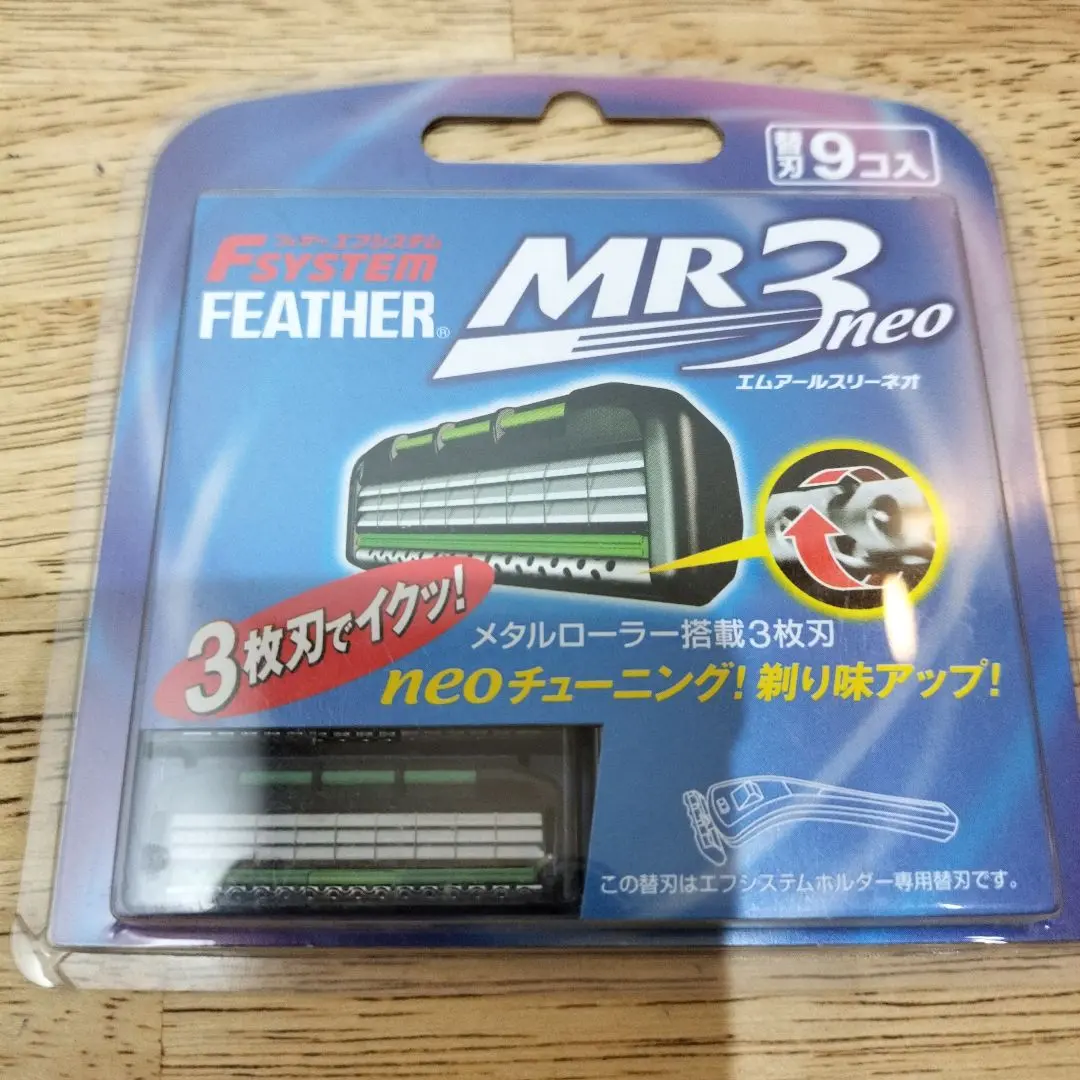 替刃 9コ入
フェザー エフシステム
F SYSTEM
FEATHER®
MR3 neo
エムアールスリーネオ
3枚刃でイクッ!
メタルローラー搭載3枚刃
neoチューニング! 剃り味アップ!
この替刃はエフシステムホルダー専用替刃です。